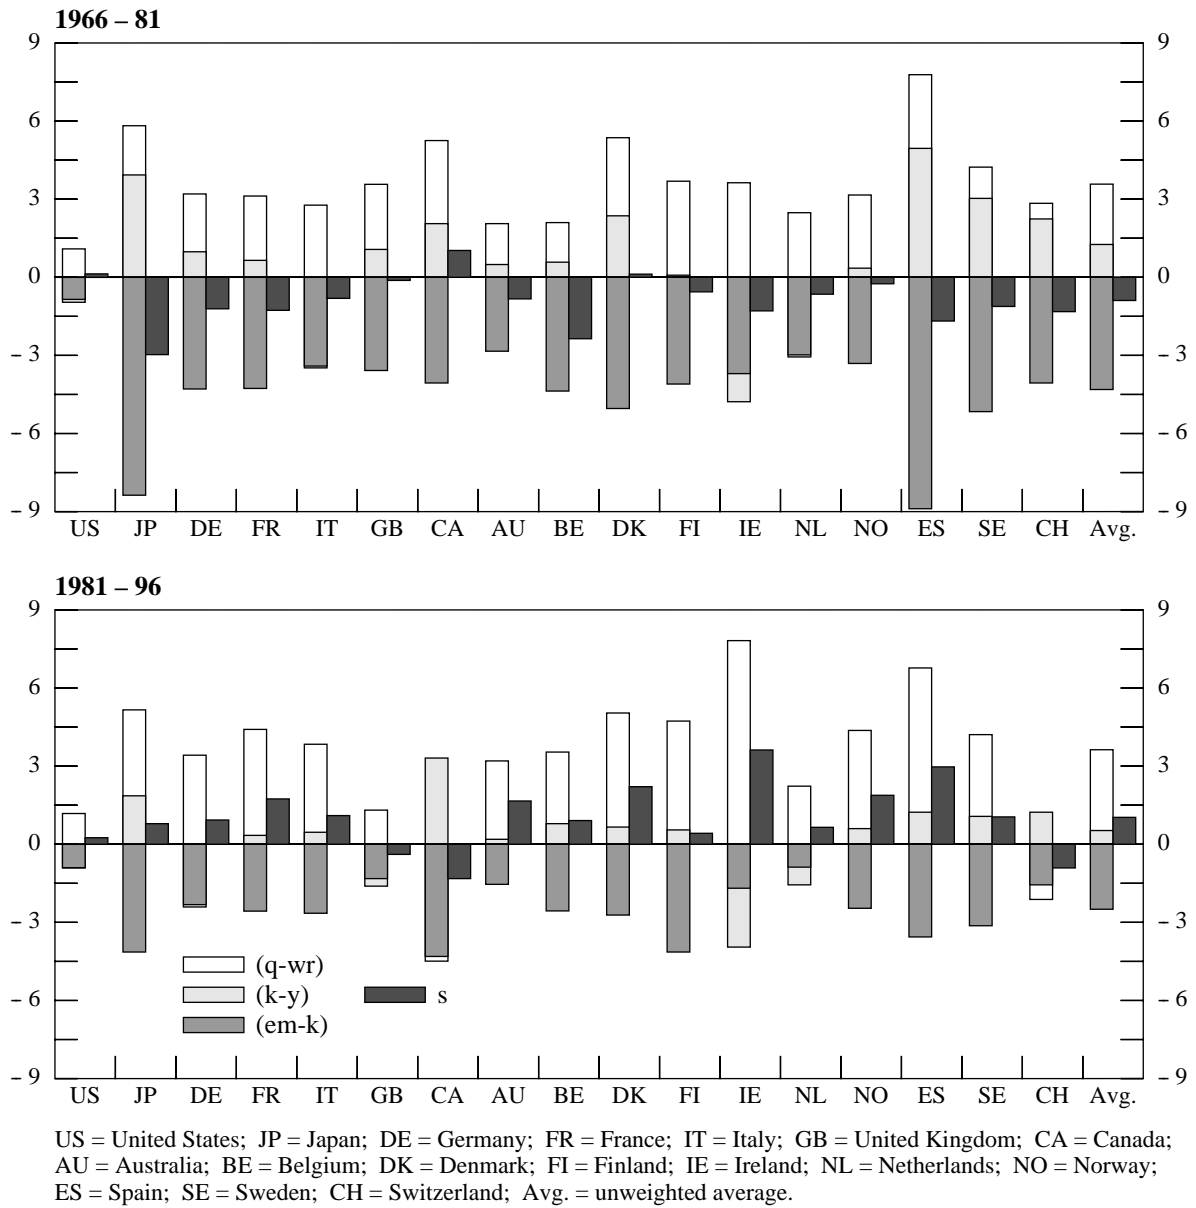 1966 – 81
9 9
6 6
3 3
0 0
– 3 – 3
– 6 – 6
– 9 – 9
US JP DE FR IT GB CA AU BE DK FI IE NL NO ES SE CH Avg.
1981 – 96
9 9
6 6
3 3
0 0
– 3 – 3
(q-wr)
(k-y) s
– 6 – 6
(em-k)
– 9 – 9
US JP DE FR IT GB CA AU BE DK FI IE NL NO ES SE CH Avg.
US = United States; JP = Japan; DE = Germany; FR = France; IT = Italy; GB = United Kingdom; CA = Canada;
AU = Australia; BE = Belgium; DK = Denmark; FI = Finland; IE = Ireland; NL = Netherlands; NO = Norway;
ES = Spain; SE = Sweden; CH = Switzerland; Avg. = unweighted average.